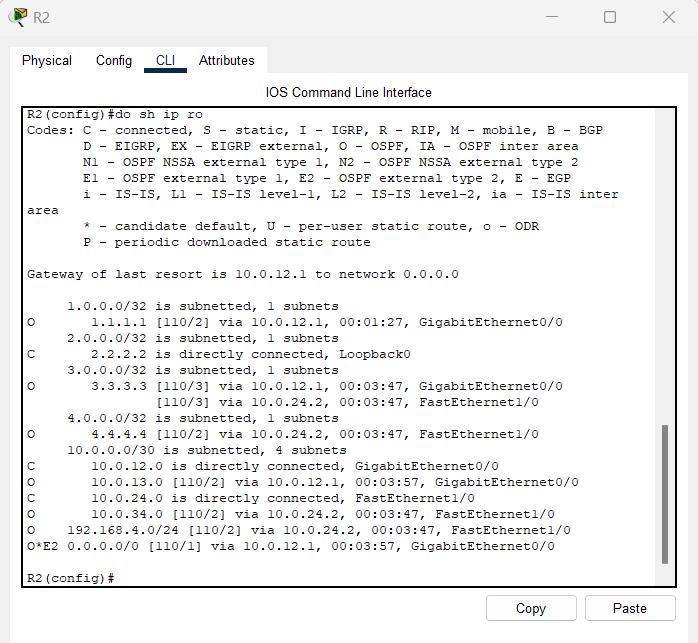 R2
Physical Config CLI Attributes
IOS Command Line Interface
R2(config)#do sh ip ro
Codes: C - connected, S - static, I - IGRP, R - RIP, M - mobile, B - BGP
D - EIGRP, EX - EIGRP external, O - OSPF, IA - OSPF inter area
N1 - OSPF NSSA external type 1, N2 - OSPF NSSA external type 2
E1 - OSPF external type 1, E2 - OSPF external type 2, E - EGP
i - IS-IS, L1 - IS-IS level-1, L2 - IS-IS level-2, ia - IS-IS inter
area
* - candidate default, U - per-user static route, o - ODR
P - periodic downloaded static route
Gateway of last resort is 10.0.12.1 to network 0.0.0.0
1.0.0.0/32 is subnetted, 1 subnets
O 1.1.1.1 [110/2] via 10.0.12.1, 00:01:27, GigabitEthernet0/0
2.0.0.0/32 is subnetted, 1 subnets
C 2.2.2.2 is directly connected, Loopback0
3.0.0.0/32 is subnetted, 1 subnets
O 3.3.3.3 [110/3] via 10.0.12.1, 00:03:47, GigabitEthernet0/0
[110/3] via 10.0.24.2, 00:03:47, FastEthernet1/0
4.0.0.0/32 is subnetted, 1 subnets
O 4.4.4.4 [110/2] via 10.0.24.2, 00:03:47, FastEthernet1/0
10.0.0.0/30 is subnetted, 4 subnets
C 10.0.12.0 is directly connected, GigabitEthernet0/0
O 10.0.13.0 [110/2] via 10.0.12.1, 00:03:57, GigabitEthernet0/0
C 10.0.24.0 is directly connected, FastEthernet1/0
O 10.0.34.0 [110/2] via 10.0.24.2, 00:03:47, FastEthernet1/0
O 192.168.4.0/24 [110/2] via 10.0.24.2, 00:03:47, FastEthernet1/0
O*E2 0.0.0.0/0 [110/1] via 10.0.12.1, 00:03:57, GigabitEthernet0/0
R2(config)#
Copy Paste